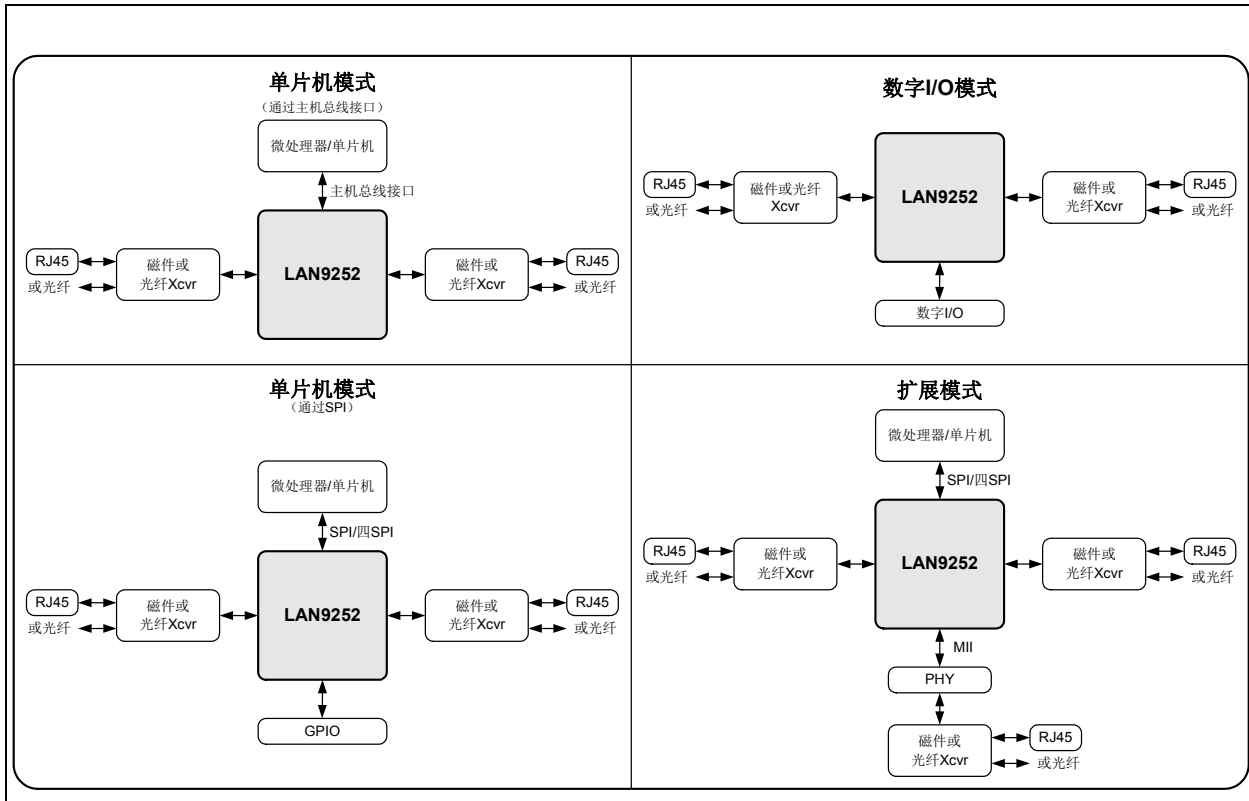 单片机模式
（通过主机总线接口）
微处理器/单片机
主机总线接口
RJ45
或光纤
磁件或
光纤Xcvr
LAN9252
磁件或
光纤Xcvr
RJ45
或光纤
数字I/O模式
RJ45
或光纤
磁件或光纤
Xcvr
LAN9252
磁件或
光纤Xcvr
RJ45
或光纤
数字I/O
单片机模式
（通过SPI）
微处理器/单片机
SPI/四SPI
RJ45
或光纤
磁件或
光纤Xcvr
LAN9252
磁件或
光纤Xcvr
RJ45
或光纤
GPIO
扩展模式
微处理器/单片机
SPI/四SPI
RJ45
或光纤
磁件或
光纤Xcvr
LAN9252
磁件或
光纤Xcvr
RJ45
或光纤
MII
PHY
磁件或
光纤Xcvr
RJ45
或光纤